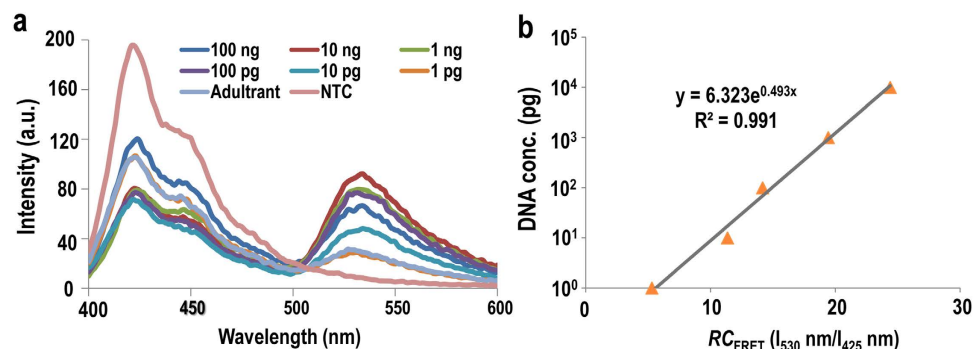 a
200
160
120
80
40
0
Intensity (a.u.)
100 ng 10 ng 1 ng
100 pg 10 pg 1 pg
Adultrant NTC
400 450 500 550 600
Wavelength (nm)
b
10⁵
10⁴
10³
10²
10¹
10⁰
DNA conc. (pg)
y = 6.323e^0.493x
R² = 0.991
0 10 20 30
RC_FRET (I_530 nm/I_425 nm)